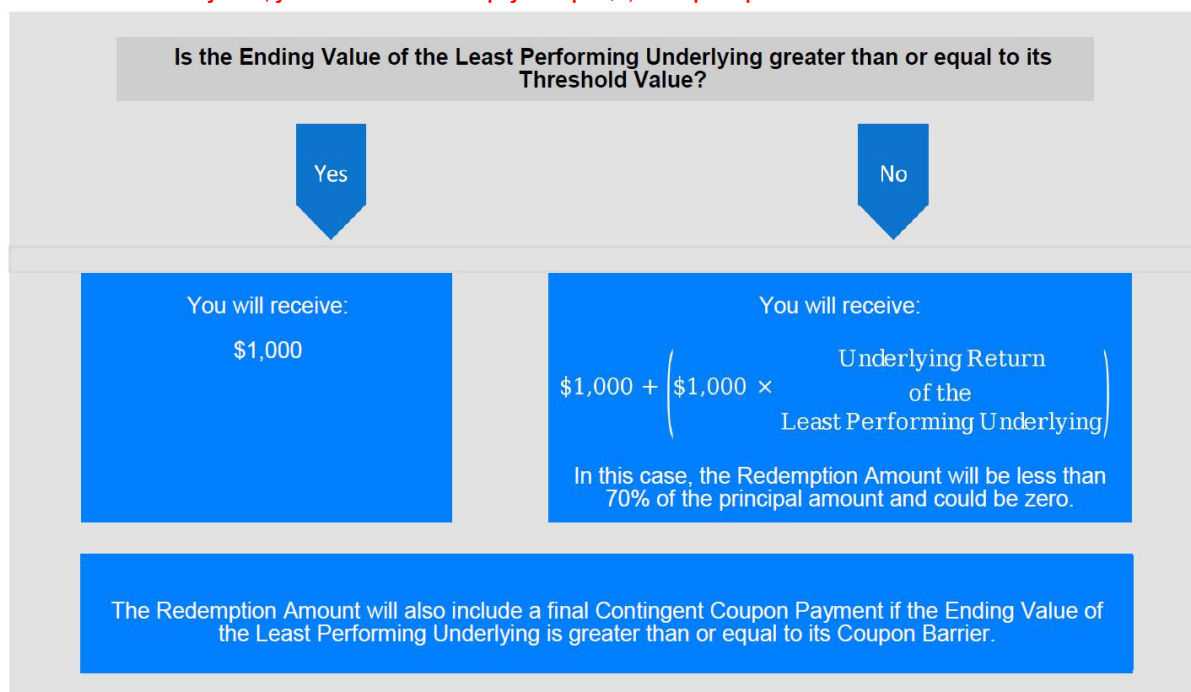 Is the Ending Value of the Least Performing Underlying greater than or equal to its
Threshold Value?
Yes
No
You will receive:
$1,000
You will receive:
$1,000 + ($1,000 × Underlying Return
of the
Least Performing Underlying)
In this case, the Redemption Amount will be less than
70% of the principal amount and could be zero.
The Redemption Amount will also include a final Contingent Coupon Payment if the Ending Value of
the Least Performing Underlying is greater than or equal to its Coupon Barrier.